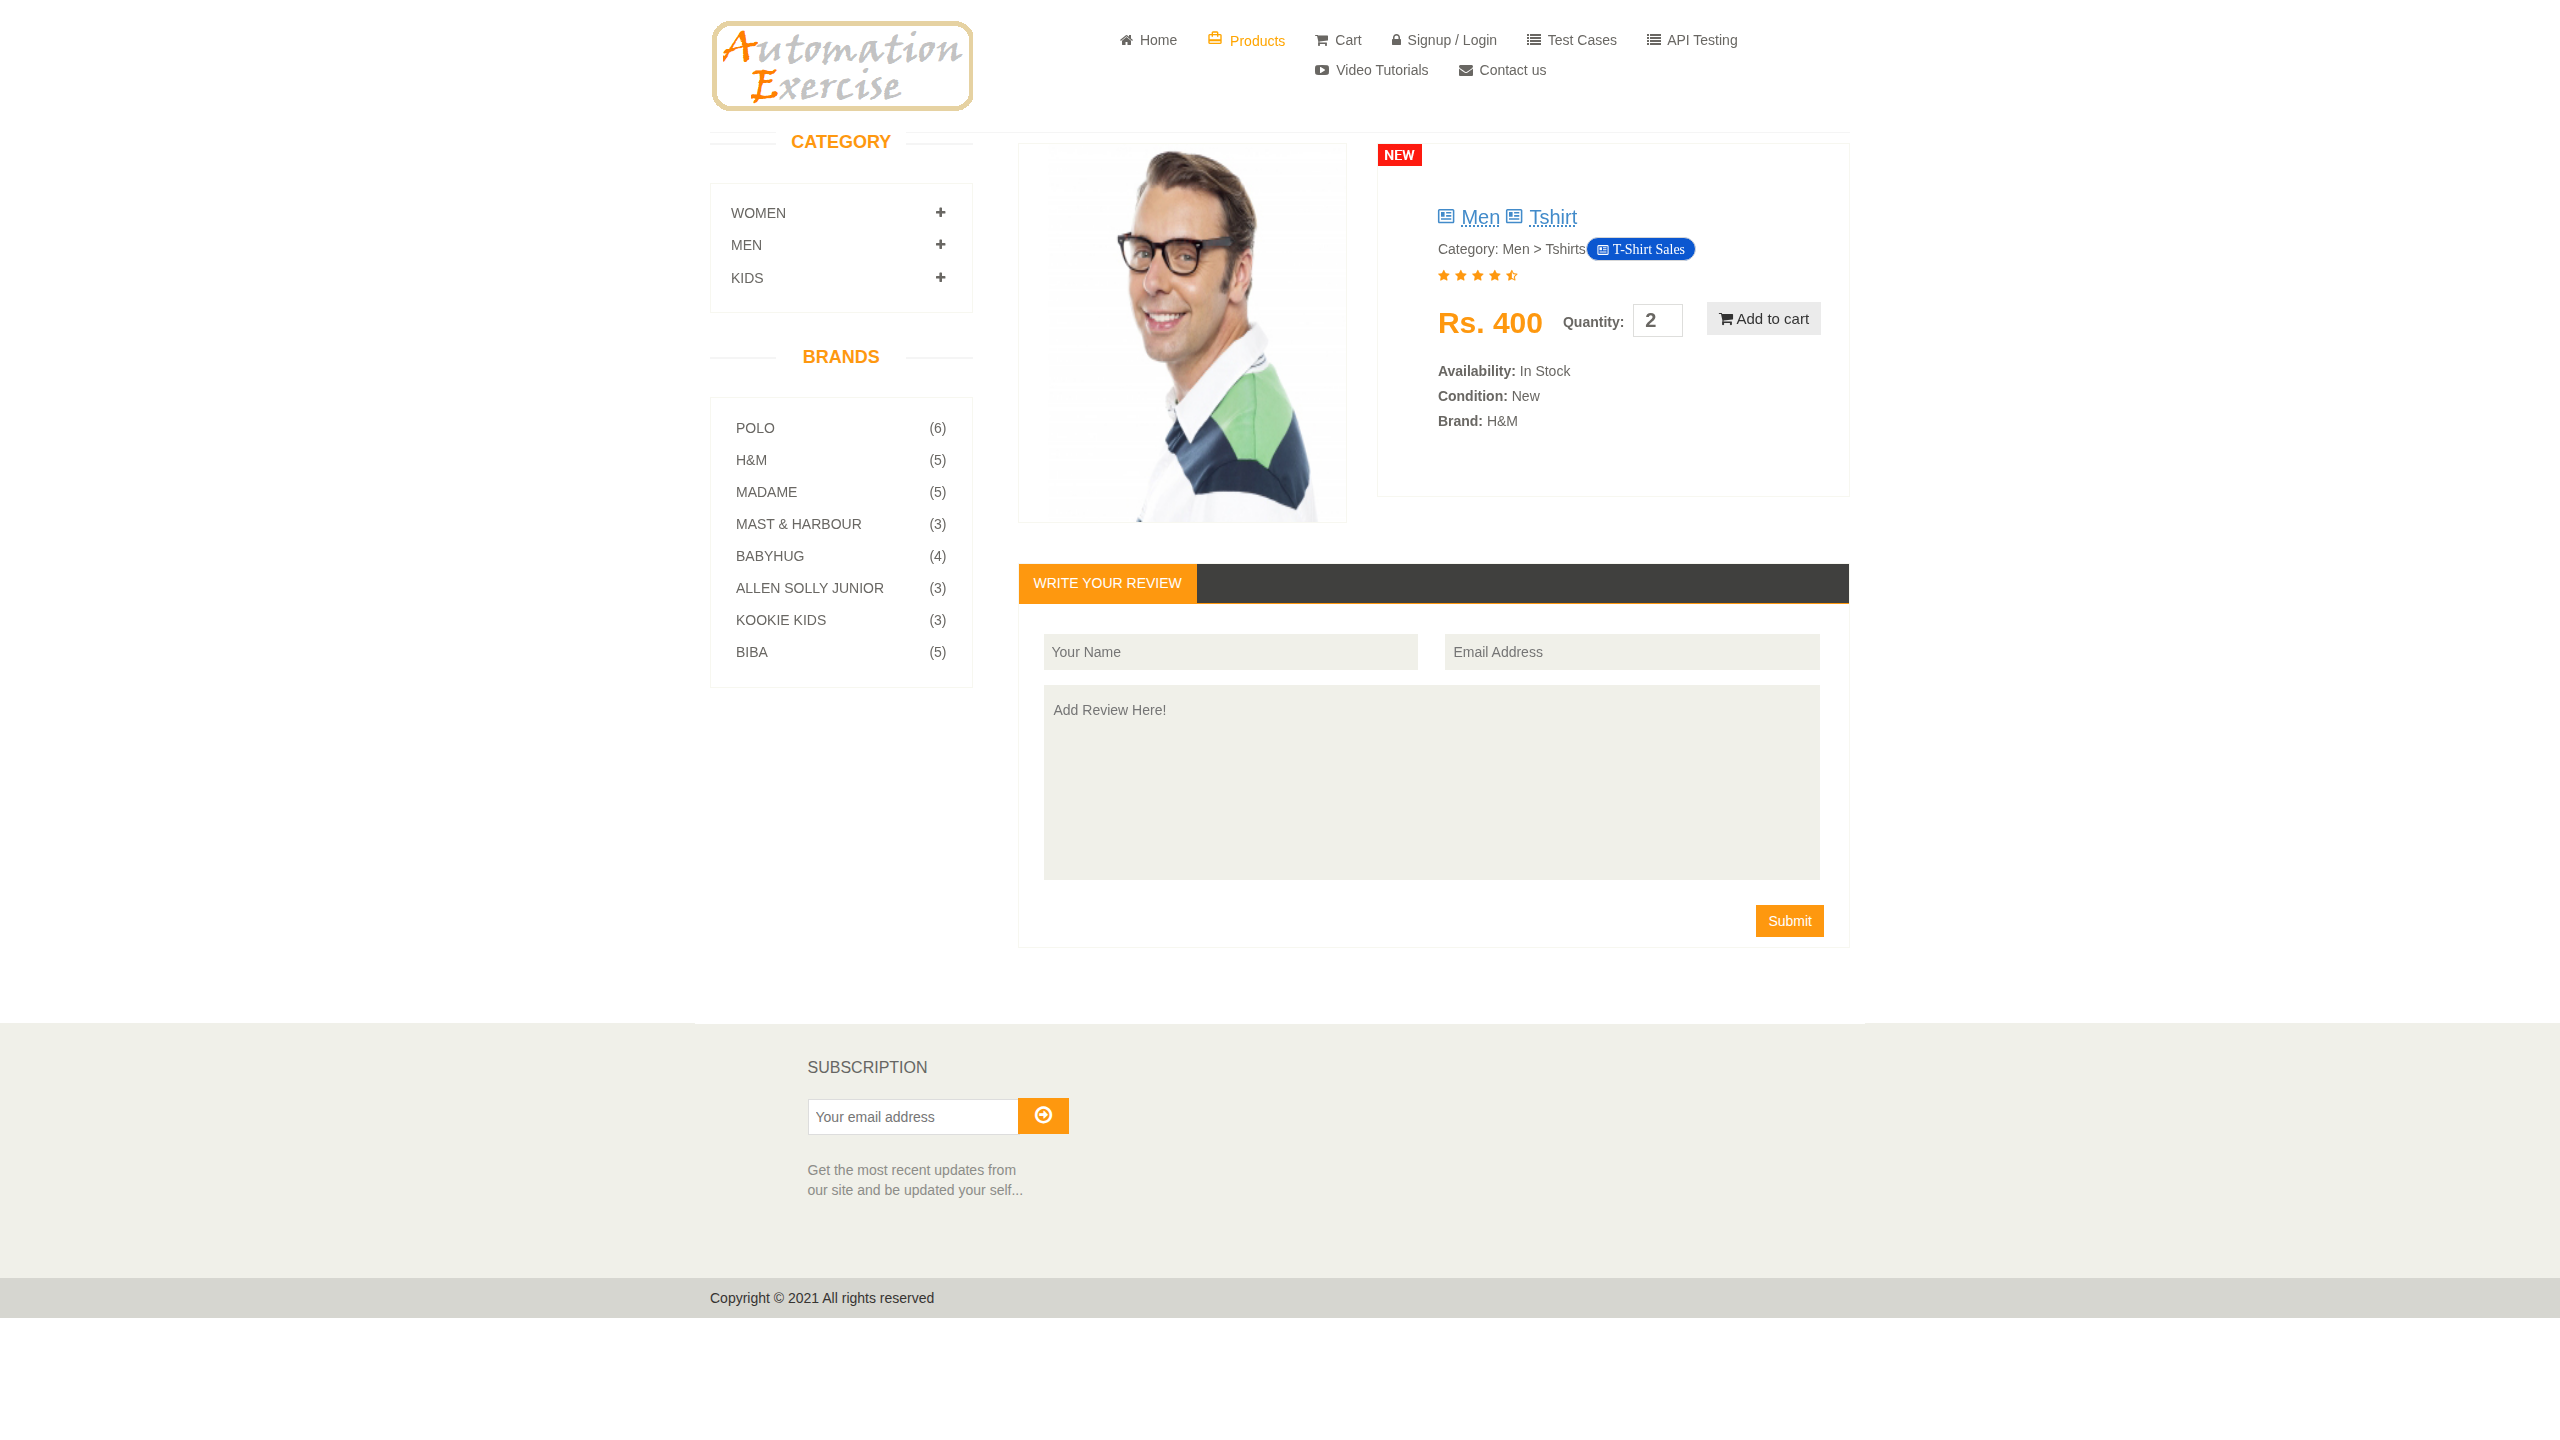 Automation
Exercise
Home
Products
Cart
Signup / Login
Test Cases
API Testing
Video Tutorials
Contact us
CATEGORY
WOMEN
MEN
KIDS
BRANDS
POLO (6)
H&M (5)
MADAME (5)
MAST & HARBOUR (3)
BABYHUG (4)
ALLEN SOLLY JUNIOR (3)
KOOKIE KIDS (3)
BIBA (5)
NEW
Men Tshirt
Category: Men > Tshirts T-Shirt Sales
Rs. 400 Quantity: 2 Add to cart
Availability: In Stock
Condition: New
Brand: H&M
WRITE YOUR REVIEW
Your Name
Email Address
Add Review Here!
Submit
SUBSCRIPTION
Your email address
Get the most recent updates from
our site and be updated your self...
Copyright © 2021 All rights reserved